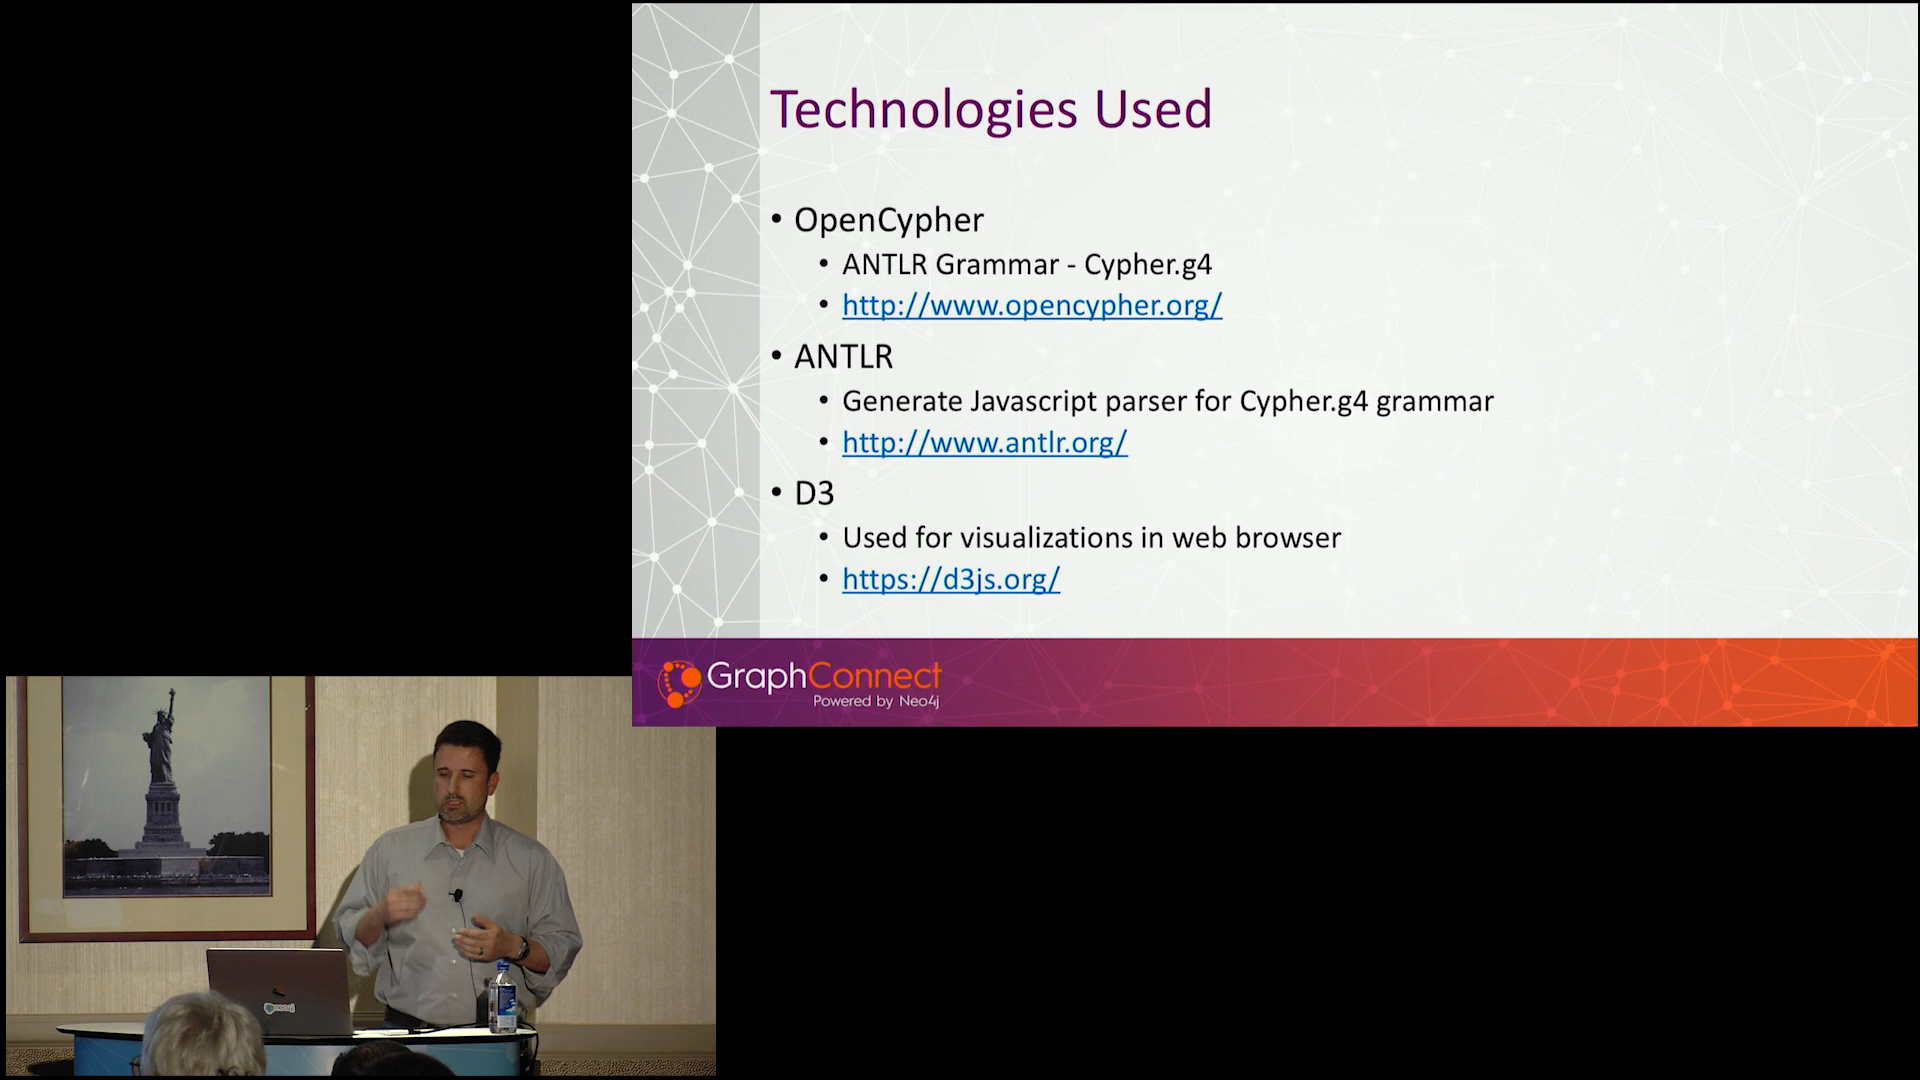 Technologies Used
• OpenCypher
• ANTLR Grammar - Cypher.g4
• http://www.opencypher.org/
• ANTLR
• Generate Javascript parser for Cypher.g4 grammar
• http://www.antlr.org/
• D3
• Used for visualizations in web browser
• https://d3js.org/
GraphConnect
Powered by Neo4j
neo4j